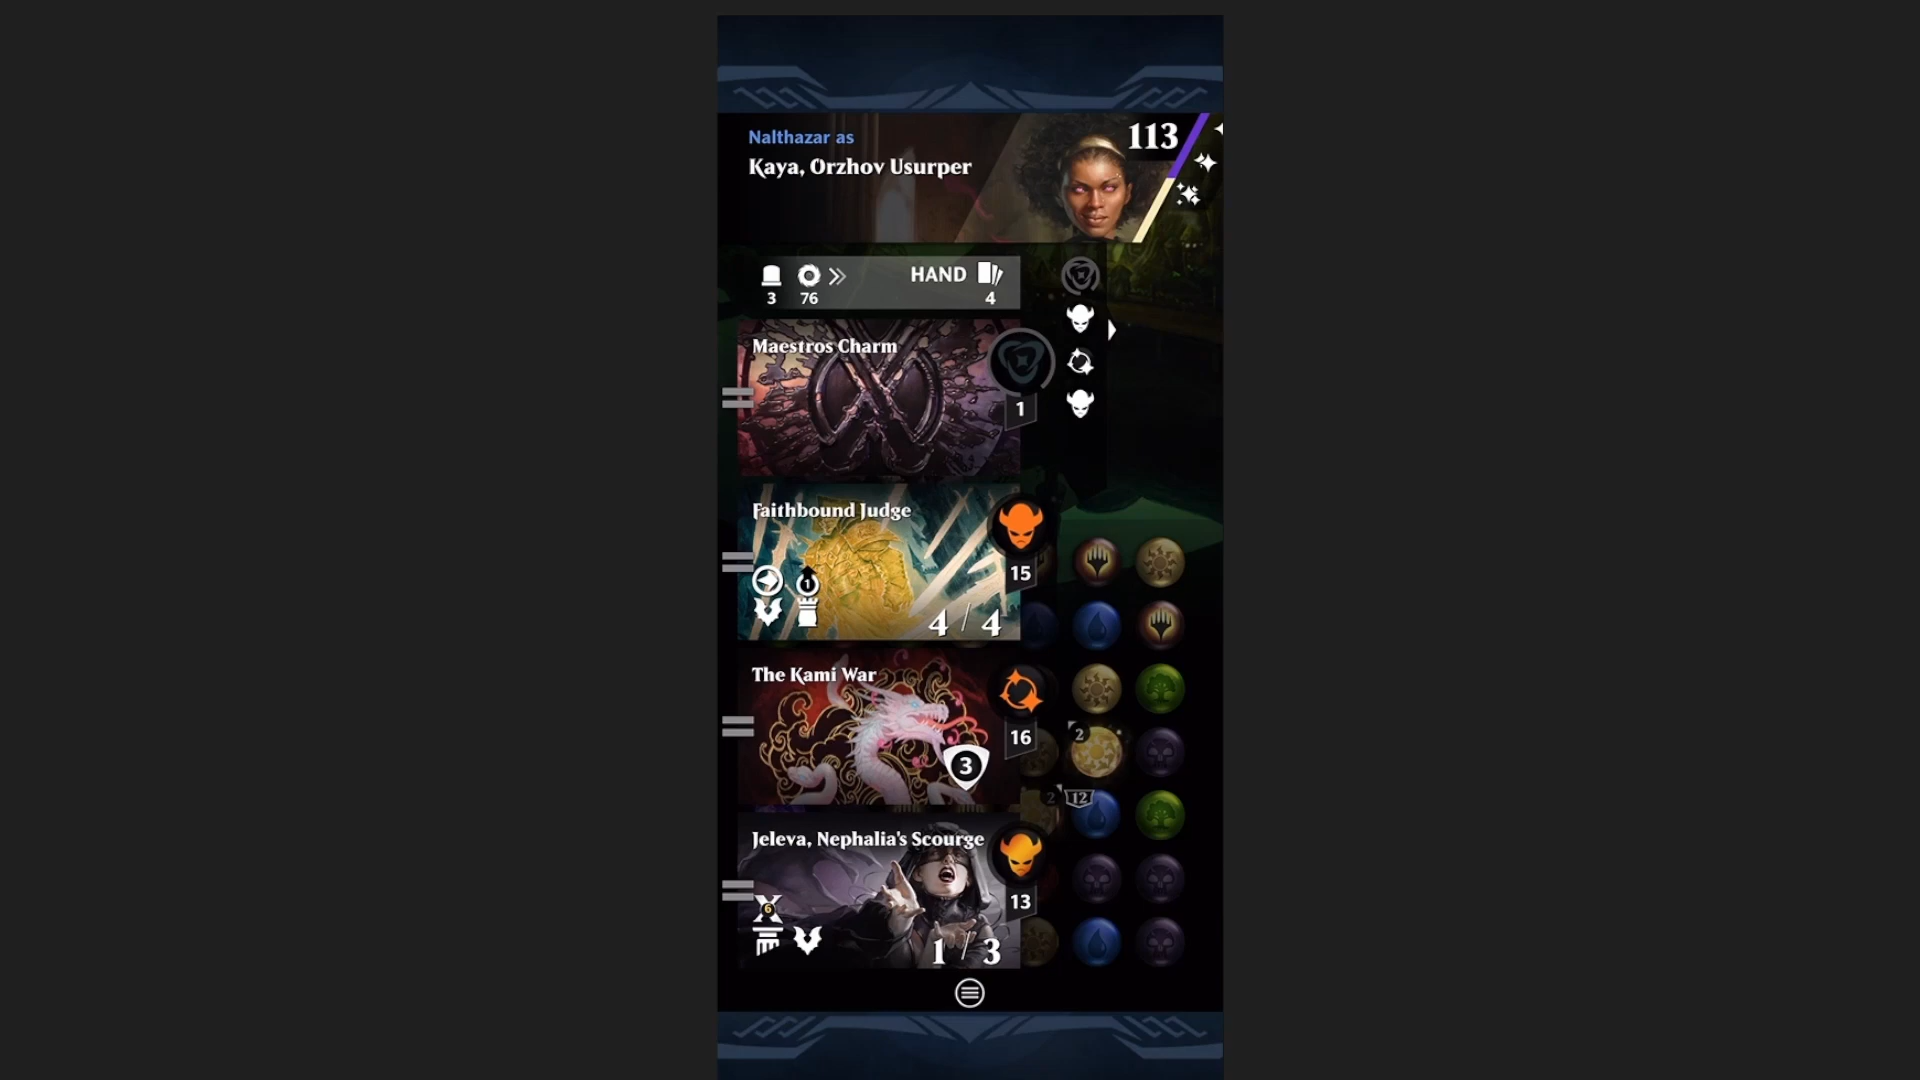 Nalthazar as
113
Kaya, Orzhov Usurper
HAND
3
76
4
Maestros Charm
1
Faithbound Judge
15
1
4 / 4
The Kami War
16
3
2
2
12
Jeleva, Nephalia's Scourge
13
6
1 / 3